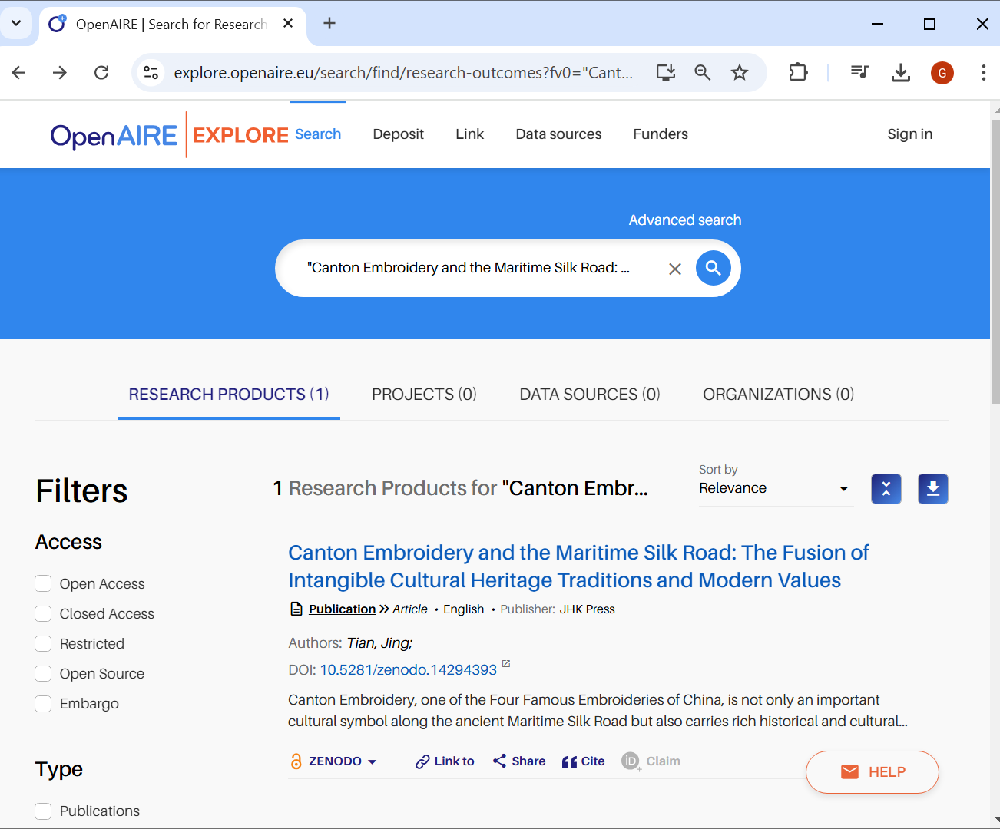 OpenAIRE | Search for Research
explore.openaire.eu/search/find/research-outcomes?fv0="Cant...
G
OpenAIRE EXPLORE Search Deposit Link Data sources Funders Sign in
Advanced search
"Canton Embroidery and the Maritime Silk Road: ...
RESEARCH PRODUCTS (1) PROJECTS (0) DATA SOURCES (0) ORGANIZATIONS (0)
Filters
1 Research Products for "Canton Embr...
Sort by
Relevance
Access
Open Access
Closed Access
Restricted
Open Source
Embargo
Type
Publications
Canton Embroidery and the Maritime Silk Road: The Fusion of
Intangible Cultural Heritage Traditions and Modern Values
Publication » Article • English • Publisher: JHK Press
Authors: Tian, Jing;
DOI: 10.5281/zenodo.14294393
Canton Embroidery, one of the Four Famous Embroideries of China, is not only an important
cultural symbol along the ancient Maritime Silk Road but also carries rich historical and cultural...
ZENODO Link to Share Cite iD Claim
HELP